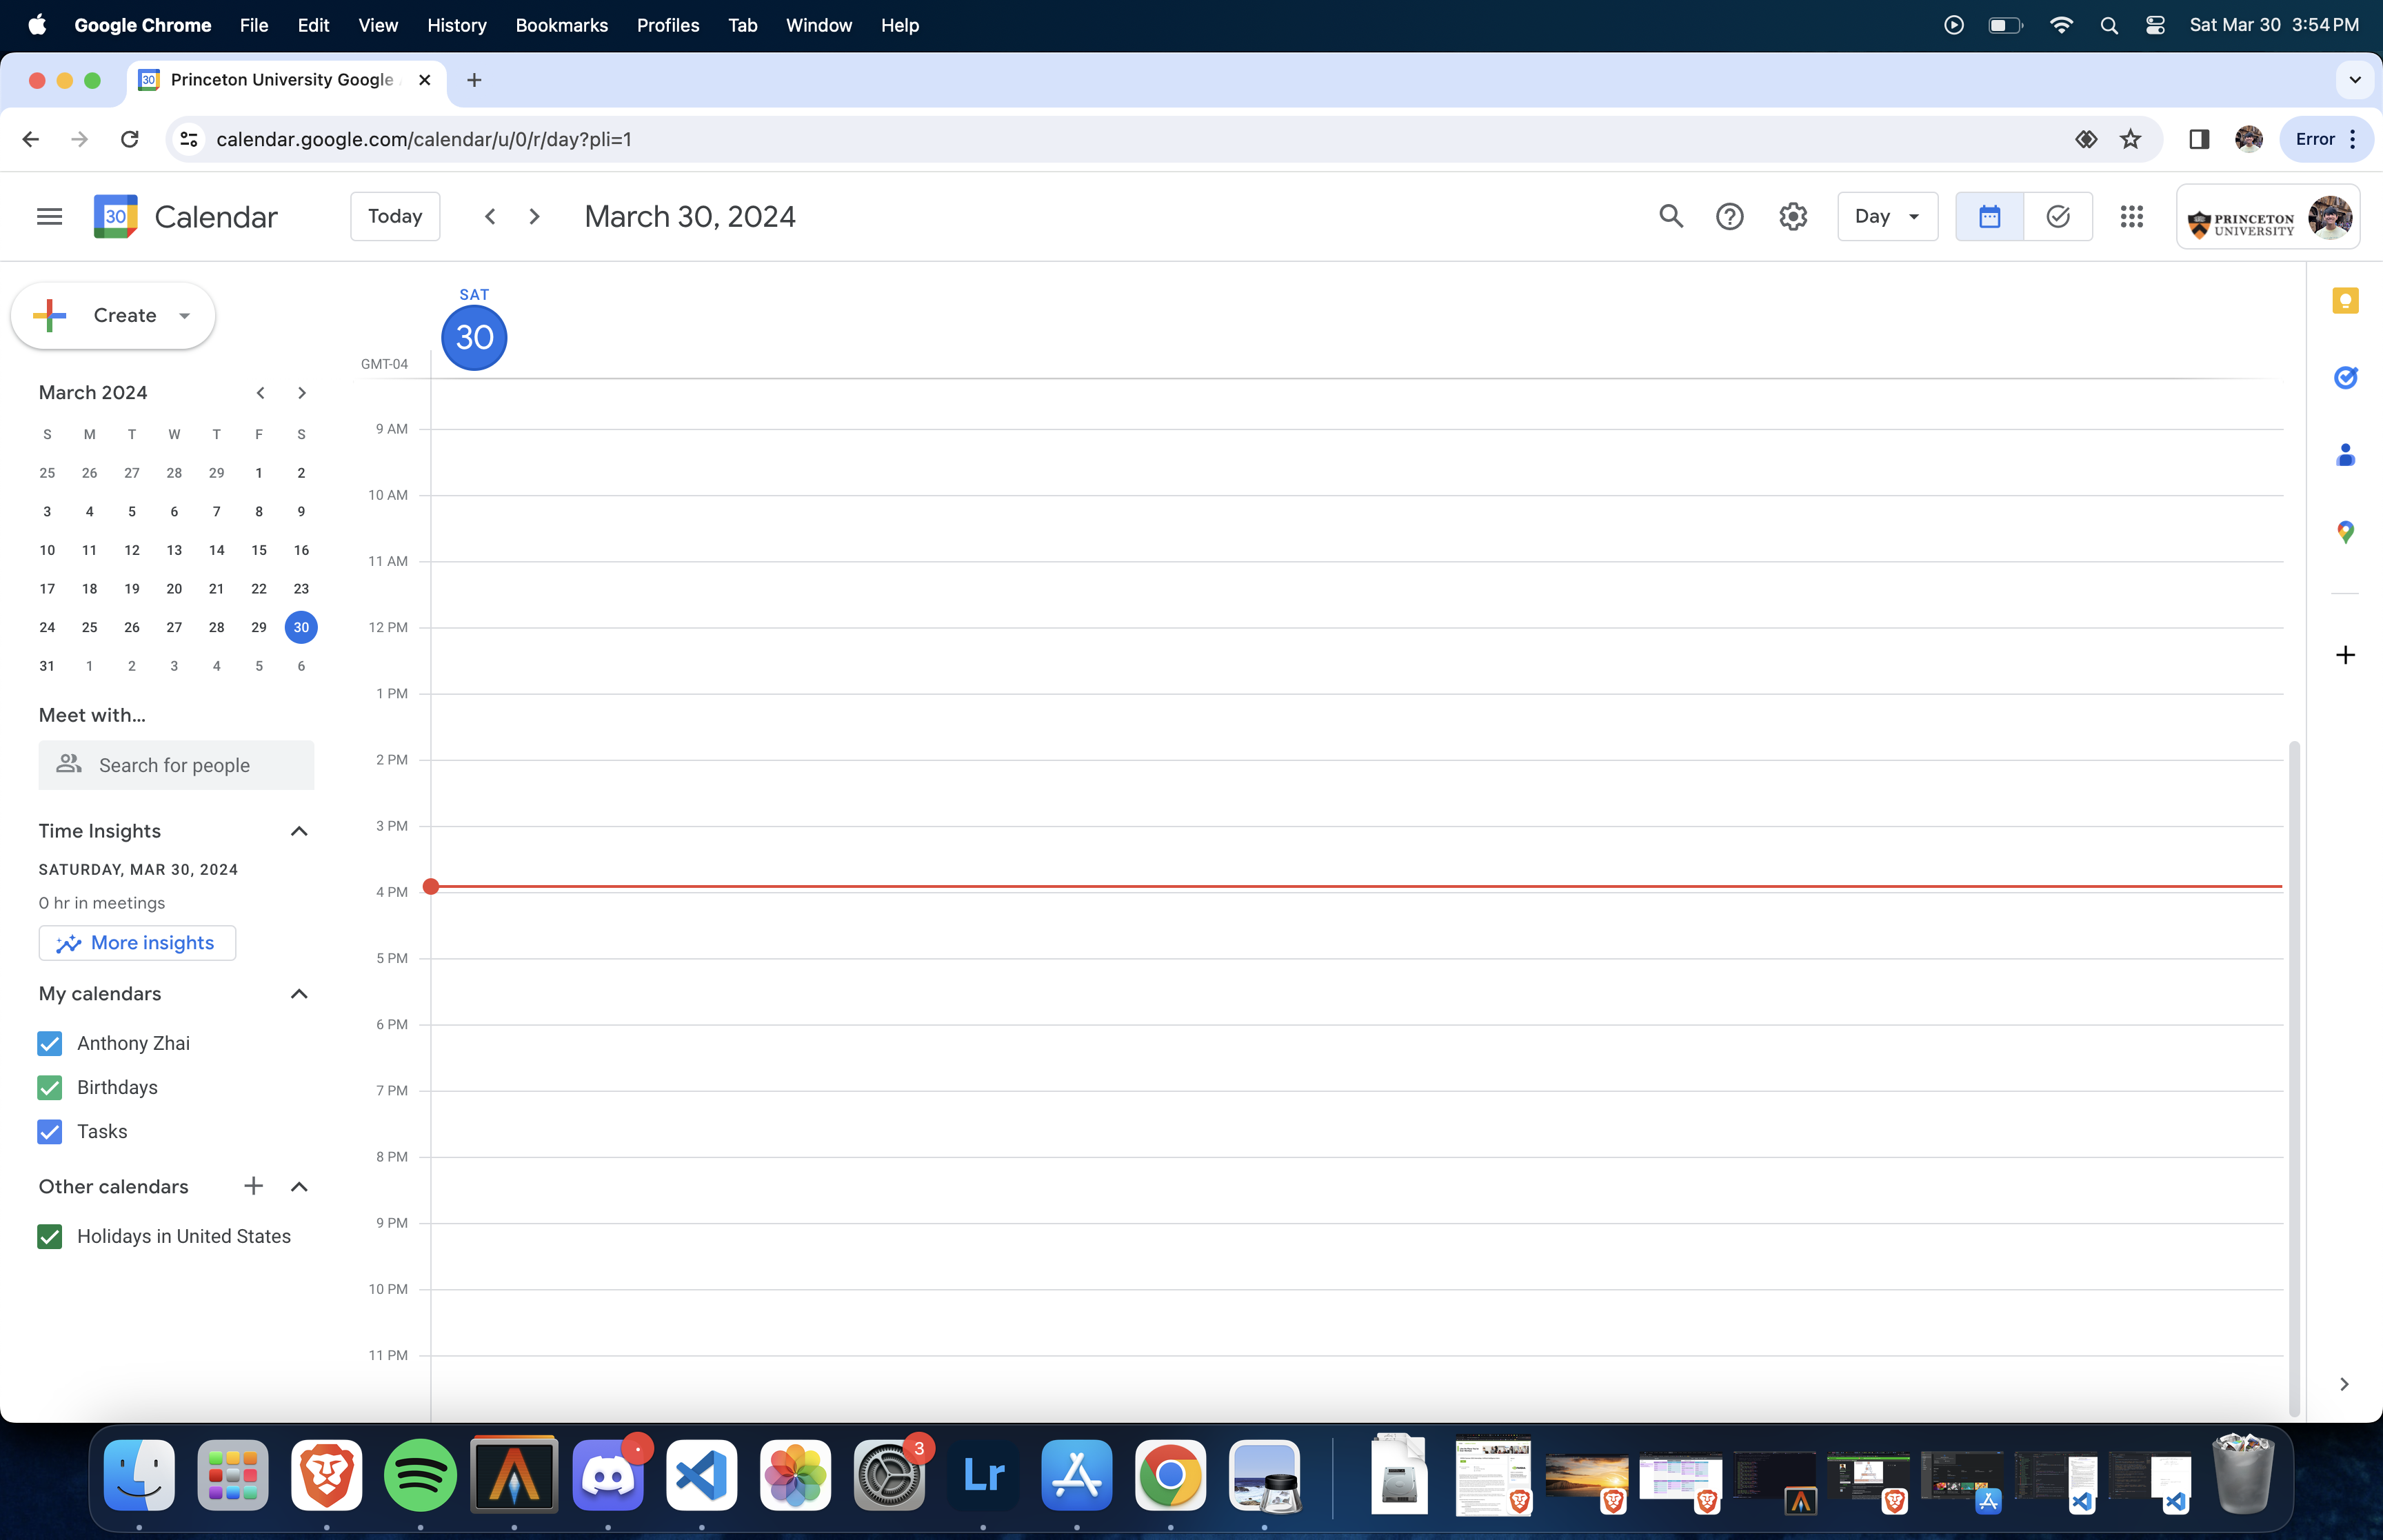 Google Chrome File Edit View History Bookmarks Profiles Tab Window Help Sat Mar 30 3:54 PM
30 Princeton University Google
calendar.google.com/calendar/u/0/r/day?pli=1 Error
30 Calendar Today March 30, 2024 Day PRINCETON UNIVERSITY
Create
SAT
30
GMT-04
March 2024
S M T W T F S
25 26 27 28 29 1 2
3 4 5 6 7 8 9
10 11 12 13 14 15 16
17 18 19 20 21 22 23
24 25 26 27 28 29 30
31 1 2 3 4 5 6
Meet with...
Search for people
Time Insights
SATURDAY, MAR 30, 2024
0 hr in meetings
More insights
My calendars
Anthony Zhai
Birthdays
Tasks
Other calendars
Holidays in United States
9 AM
10 AM
11 AM
12 PM
1 PM
2 PM
3 PM
4 PM
5 PM
6 PM
7 PM
8 PM
9 PM
10 PM
11 PM
3
Lr